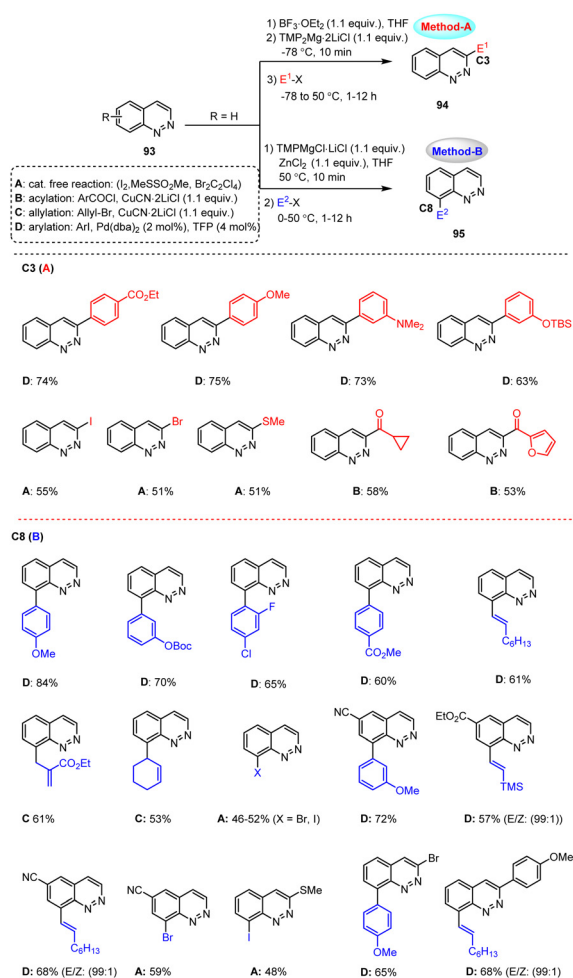 1) BF₃·OEt₂ (1.1 equiv.), THF
2) TMP₂Mg·2LiCl (1.1 equiv.)
-78 °C, 10 min
3) E¹-X
-78 to 50 °C, 1-12 h
Method-A
E¹
C3
N
N
94
R
N
N
93
R = H
1) TMPMgCl·LiCl (1.1 equiv.)
ZnCl₂ (1.1 equiv.), THF
50 °C, 10 min
2) E²-X
0-50 °C, 1-12 h
Method-B
N
N
C8
E²
95
A: cat. free reaction: (I₂,MeSSO₂Me, Br₂C₂Cl₄)
B: acylation: ArCOCl, CuCN·2LiCl (1.1 equiv.)
C: allylation: Allyl-Br, CuCN·2LiCl (1.1 equiv.)
D: arylation: ArI, Pd(dba)₂ (2 mol%), TFP (4 mol%)
C3 (A)
CO₂Et N N
OMe N N
NMe₂ N N
OTBS N N
D: 74% D: 75% D: 73% D: 63%
I N N
Br N N
SMe N N
O N N
O O N N
A: 55% A: 51% A: 51% B: 58% B: 53%
C8 (B)
N N OMe
N N OBoc
N N F Cl
N N CO₂Me
N N C₆H₁₃
D: 84% D: 70% D: 65% D: 60% D: 61%
N N CO₂Et
N N
N N X
NC N N OMe
EtO₂C N N TMS
C 61% C: 53% A: 46-52% (X = Br, I) D: 72% D: 57% (E/Z: (99:1))
NC N N C₆H₁₃
NC N N Br
SMe N N I
Br N N OMe
OMe N N C₆H₁₃
D: 68% (E/Z: (99:1) A: 59% A: 48% D: 65% D: 68% (E/Z: (99:1)